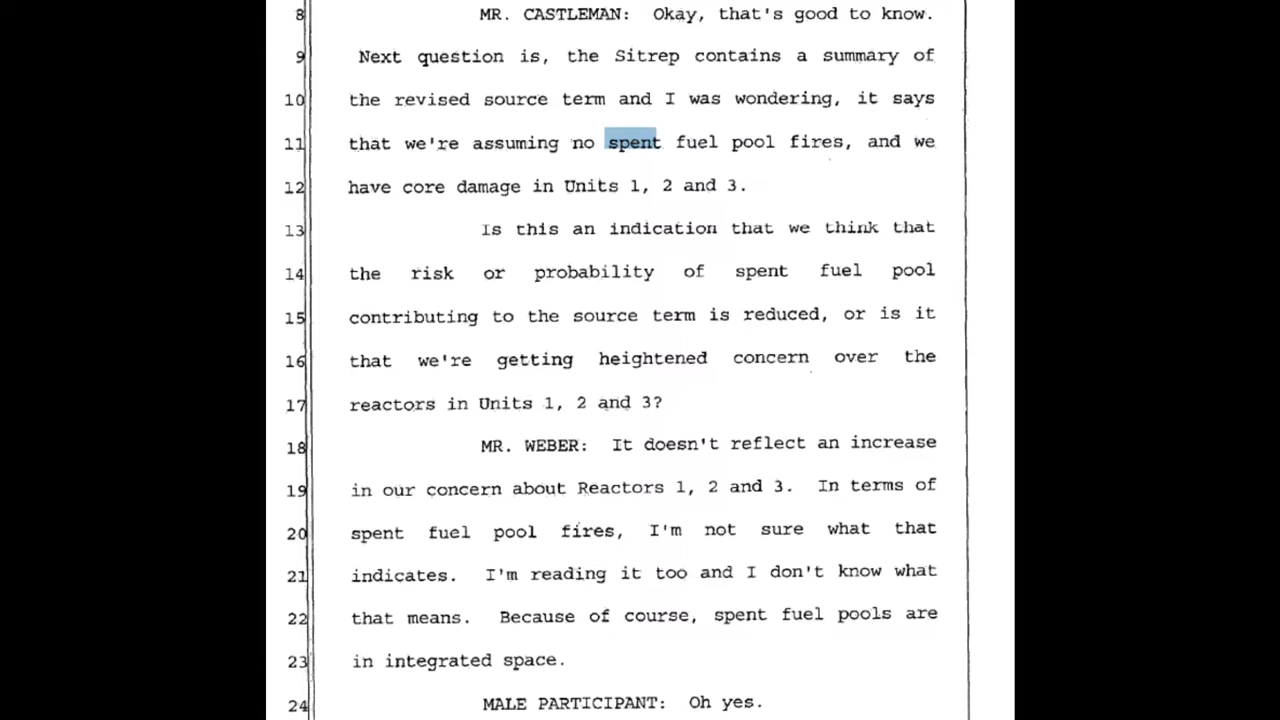 8 MR. CASTLEMAN: Okay, that's good to know.
9 Next question is, the Sitrep contains a summary of
10 the revised source term and I was wondering, it says
11 that we're assuming no spent fuel pool fires, and we
12 have core damage in Units 1, 2 and 3.
13 Is this an indication that we think that
14 the risk or probability of spent fuel pool
15 contributing to the source term is reduced, or is it
16 that we're getting heightened concern over the
17 reactors in Units 1, 2 and 3?
18 MR. WEBER: It doesn't reflect an increase
19 in our concern about Reactors 1, 2 and 3. In terms of
20 spent fuel pool fires, I'm not sure what that
21 indicates. I'm reading it too and I don't know what
22 that means. Because of course, spent fuel pools are
23 in integrated space.
24 MALE PARTICIPANT: Oh yes.